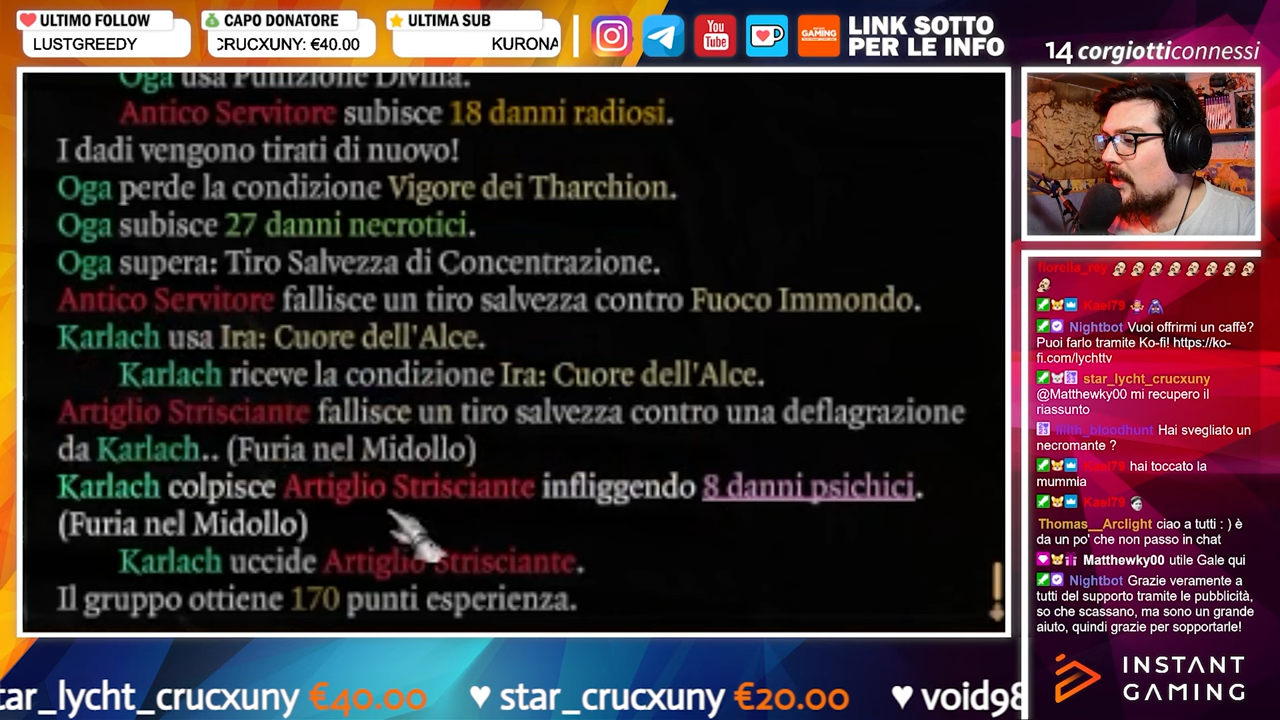 ULTIMO FOLLOW
LUSTGREEDY
CAPO DONATORE
CRUCXUNY: €40.00
ULTIMA SUB
KURONA
You
Tube
GAMING
LINK SOTTO
PER LE INFO
14 corgiotticonnessi
Oga usa Punizione Divina.
Antico Servitore subisce 18 danni radiosi.
I dadi vengono tirati di nuovo!
Oga perde la condizione Vigore dei Tharchion.
Oga subisce 27 danni necrotici.
Oga supera: Tiro Salvezza di Concentrazione.
Antico Servitore fallisce un tiro salvezza contro Fuoco Immondo.
Karlach usa Ira: Cuore dell'Alce.
Karlach riceve la condizione Ira: Cuore dell'Alce.
Artiglio Strisciante fallisce un tiro salvezza contro una deflagrazione
da Karlach.. (Furia nel Midollo)
Karlach colpisce Artiglio Strisciante infliggendo 8 danni psichici.
(Furia nel Midollo)
Karlach uccide Artiglio Strisciante.
Il gruppo ottiene 170 punti esperienza.
fiorella_rey
Kael79
Nightbot Vuoi offrirmi un caffè?
Puoi farlo tramite Ko-fi! https://ko-
fi.com/lychttv
star_lycht_crucxuny
@Matthewky00 mi recupero il
riassunto
lilith_bloodhunt Hai svegliato un
necromante ?
Kael79 hai toccato la
mummia
Kael79
Thomas__Arclight ciao a tutti : ) è
da un po' che non passo in chat
Matthewky00 utile Gale qui
Nightbot Grazie veramente a
tutti del supporto tramite le pubblicità,
so che scassano, ma sono un grande
aiuto, quindi grazie per sopportarle!
INSTANT
GAMING
tar_lycht_crucxuny €40.00 ♥ star_crucxuny €20.00 ♥ void98